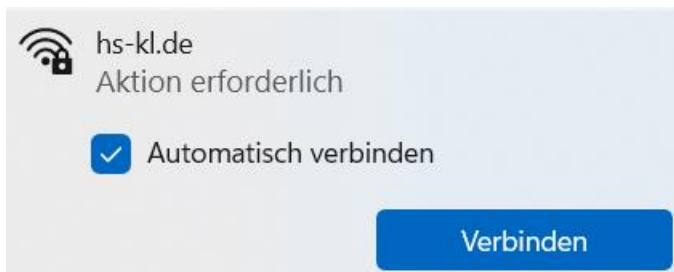 hs-kl.de
Aktion erforderlich
Automatisch verbinden
Verbinden